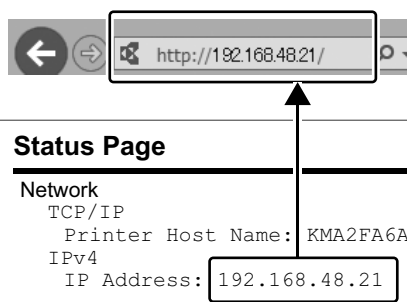 http://192.168.48.21/
Status Page
Network
TCP/IP
Printer Host Name: KMA2FA6A
IPv4
IP Address: 192.168.48.21